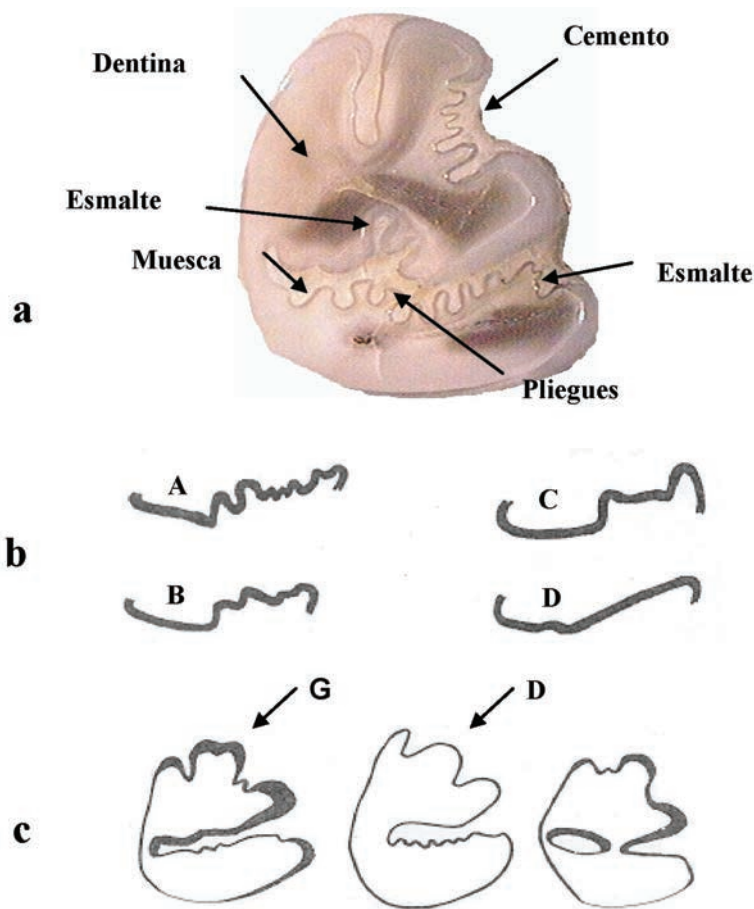 Cemento
Dentina
Esmalte
Muesca
Esmalte
a
Pliegues
A
C
b
B
D
G
D
c